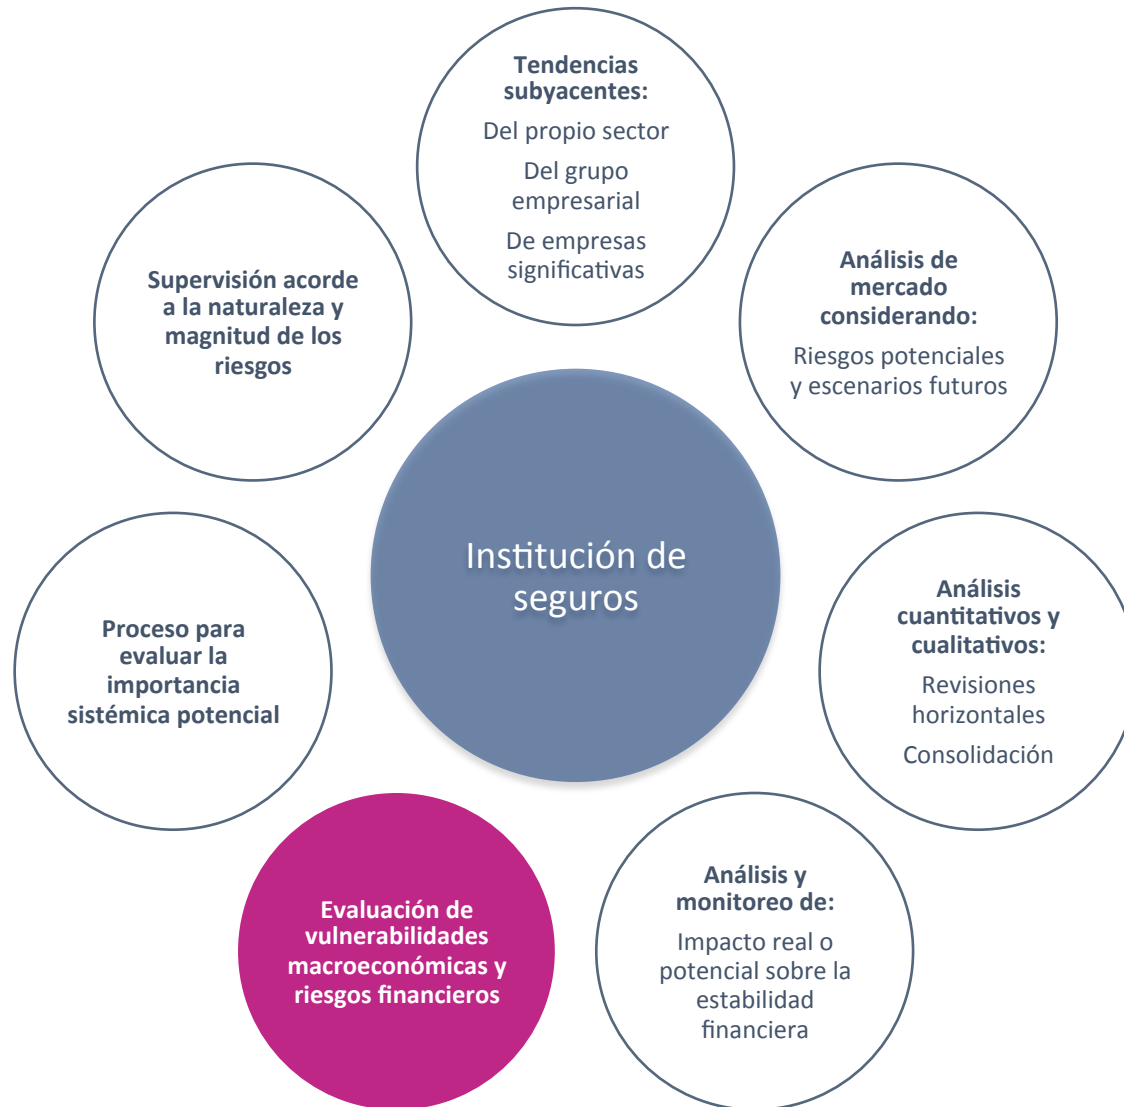 Tendencias
subyacentes:
Del propio sector
Del grupo
empresarial
De empresas
significativas
Análisis de
mercado
considerando:
Riesgos potenciales
y escenarios futuros
Análisis
cuantitativos y
cualitativos:
Revisiones
horizontales
Consolidación
Análisis y
monitoreo de:
Impacto real o
potencial sobre la
estabilidad
financiera
Evaluación de
vulnerabilidades
macroeconómicas y
riesgos financieros
Proceso para
evaluar la
importancia
sistémica potencial
Supervisión acorde
a la naturaleza y
magnitud de los
riesgos
Institución de
seguros